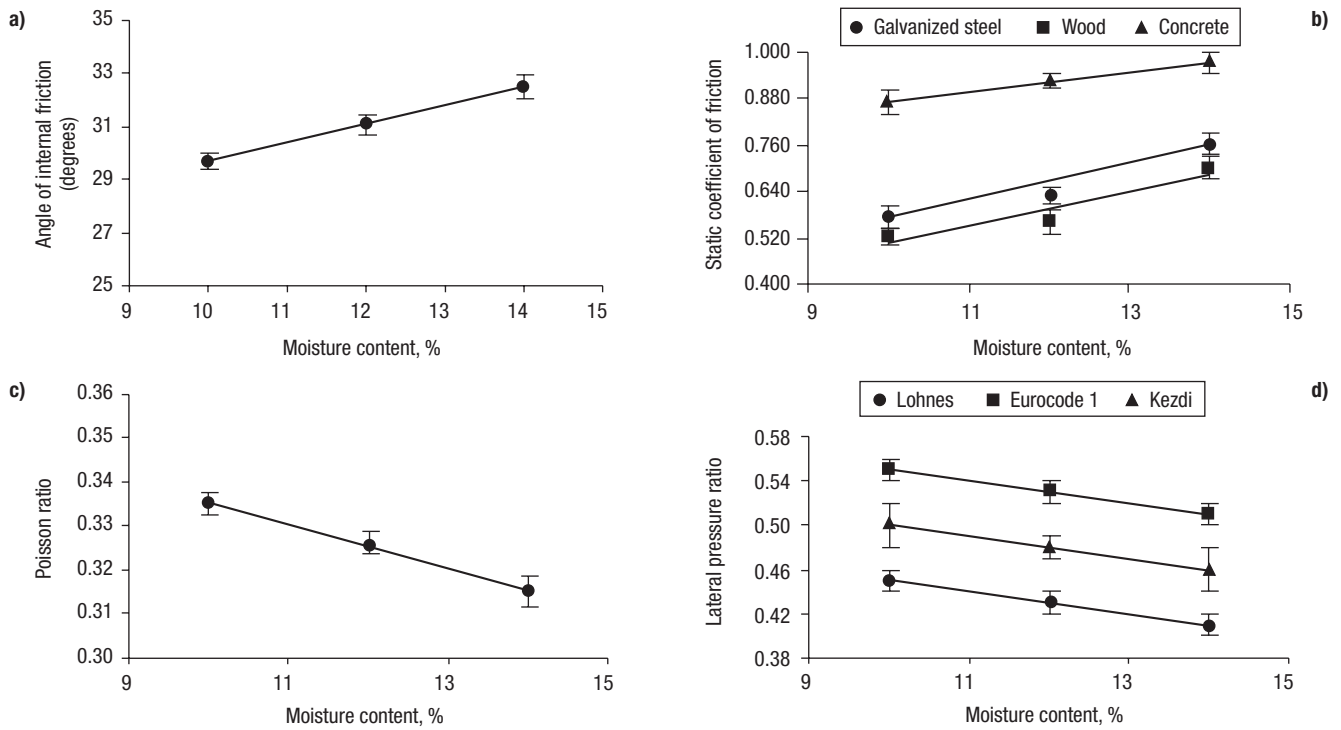 a)
35
33
31
29
27
25
Angle of internal friction
(degrees)
9 10 11 12 13 14 15
Moisture content, %
b)
Galvanized steel Wood Concrete
1.000
0.880
0.760
0.640
0.520
0.400
Static coefficient of friction
9 11 13 15
Moisture content, %
c)
0.36
0.35
0.34
0.33
0.32
0.31
0.30
Poisson ratio
9 11 13 15
Moisture content, %
d)
Lohnes Eurocode 1 Kezdi
0.58
0.54
0.50
0.46
0.42
0.38
Lateral pressure ratio
9 11 13 15
Moisture content, %